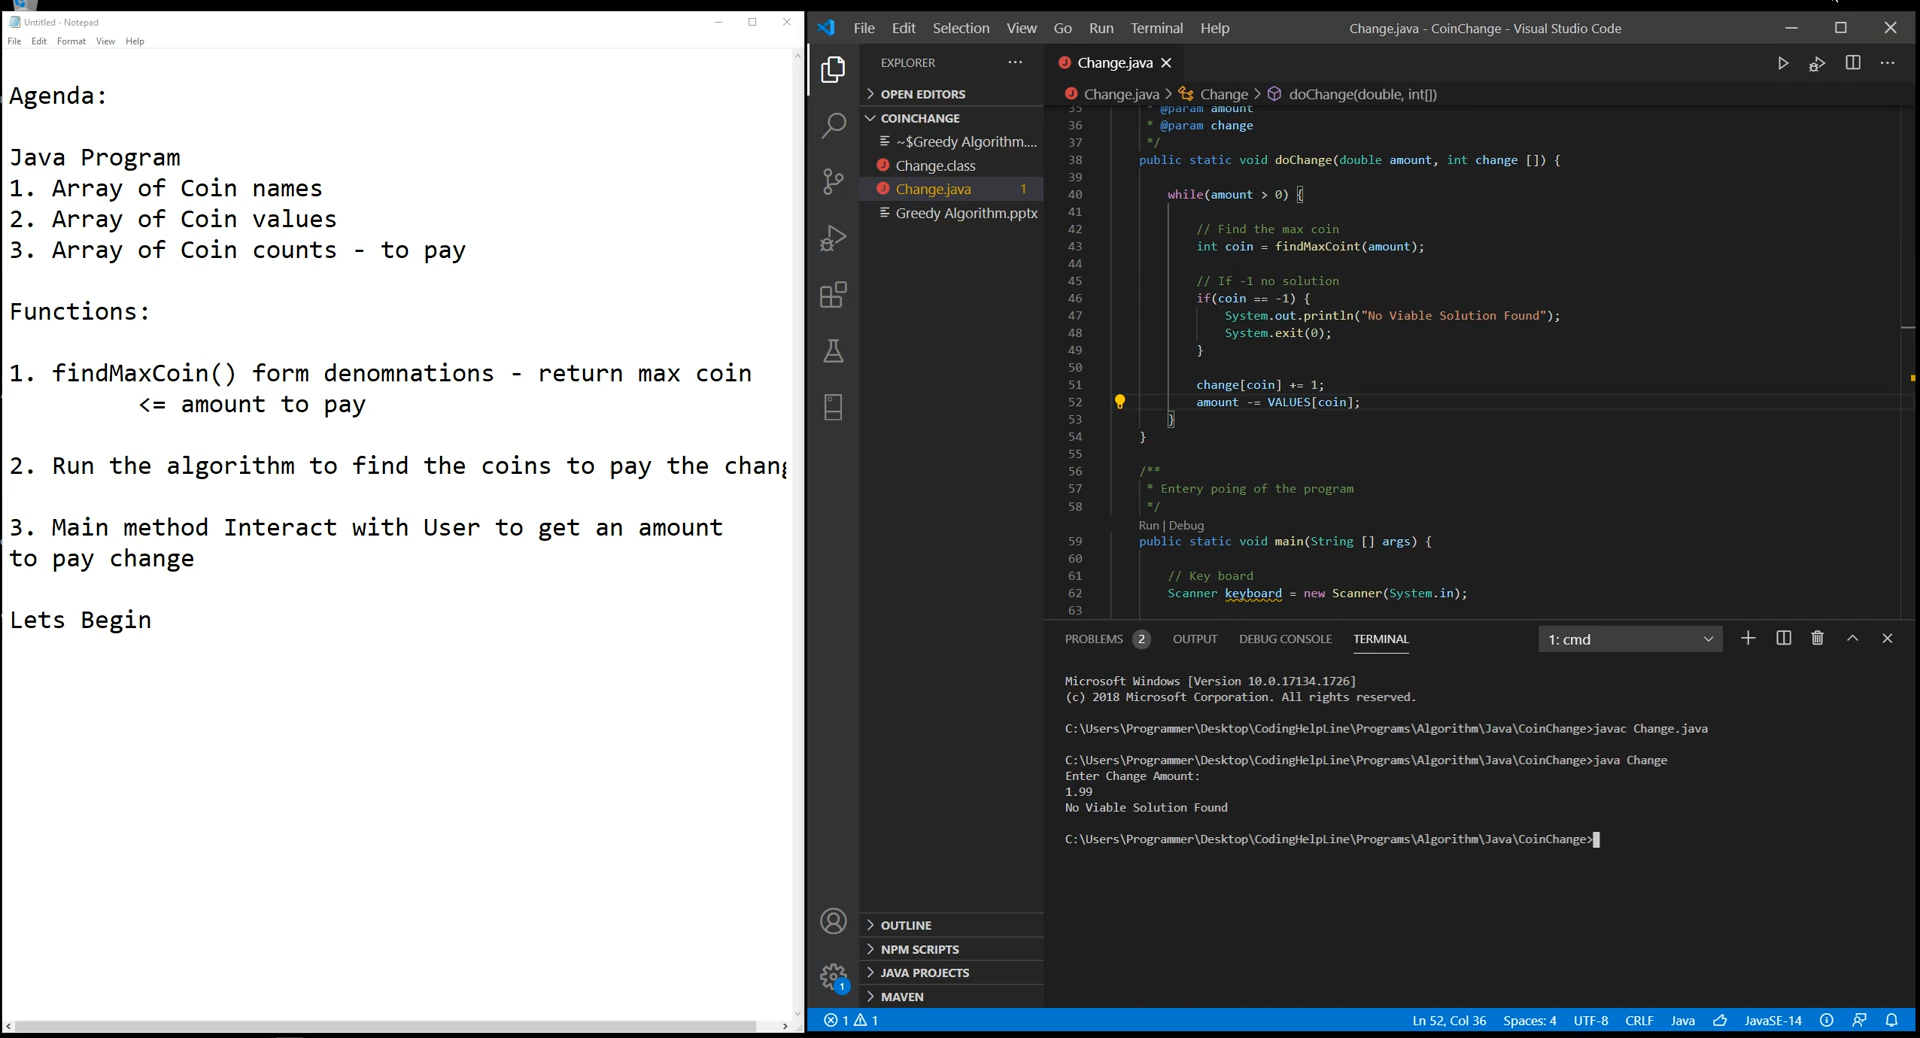 Untitled - Notepad
File Edit Format View Help
Agenda:
Java Program
1. Array of Coin names
2. Array of Coin values
3. Array of Coin counts - to pay
Functions:
1. findMaxCoin() form denomnations - return max coin
<= amount to pay
2. Run the algorithm to find the coins to pay the
3. Main method Interact with User to get an amount
to pay change
Lets Begin
File Edit Selection View Go Run Terminal Help
Change.java - CoinChange - Visual Studio Code
EXPLORER
OPEN EDITORS
COINCHANGE
~$Greedy Algorithm....
Change.class
Change.java 1
Greedy Algorithm.pptx
OUTLINE
NPM SCRIPTS
JAVA PROJECTS
MAVEN
1
Change.java
Change.java > Change > doChange(double, int[])
35 * @param amount
36 * @param change
37 */
38 public static void doChange(double amount, int change []) {
39
40 while(amount > 0) {
41
42 // Find the max coin
43 int coin = findMaxCoint(amount);
44
45 // If -1 no solution
46 if(coin == -1) {
47 System.out.println("No Viable Solution Found");
48 System.exit(0);
49 }
50
51 change[coin] += 1;
52 amount -= VALUES[coin];
53 }
54 }
55
56 /**
57 * Entery poing of the program
58 */
Run | Debug
59 public static void main(String [] args) {
60
61 // Key board
62 Scanner keyboard = new Scanner(System.in);
63
PROBLEMS 2 OUTPUT DEBUG CONSOLE TERMINAL 1: cmd
Microsoft Windows [Version 10.0.17134.1726]
(c) 2018 Microsoft Corporation. All rights reserved.
C:\Users\Programmer\Desktop\CodingHelpLine\Programs\Algorithm\Java\CoinChange>javac Change.java
C:\Users\Programmer\Desktop\CodingHelpLine\Programs\Algorithm\Java\CoinChange>java Change
Enter Change Amount:
1.99
No Viable Solution Found
C:\Users\Programmer\Desktop\CodingHelpLine\Programs\Algorithm\Java\CoinChange>
1 1 Ln 52, Col 36 Spaces: 4 UTF-8 CRLF Java JavaSE-14